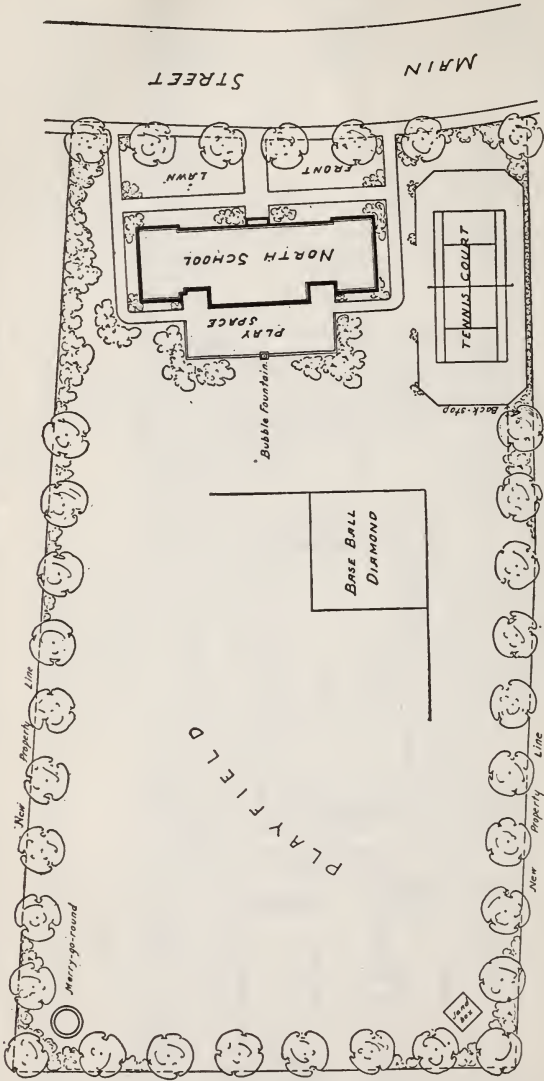 MAIN STREET
FRONT LAWN
NORTH SCHOOL
PLAY
SPACE
TENNIS COURT
Back-stop
Bubble Fountain
BASE BALL
DIAMOND
New Property Line
New Property Line
PLAYFIELD
Merry-go-round
Sand
box